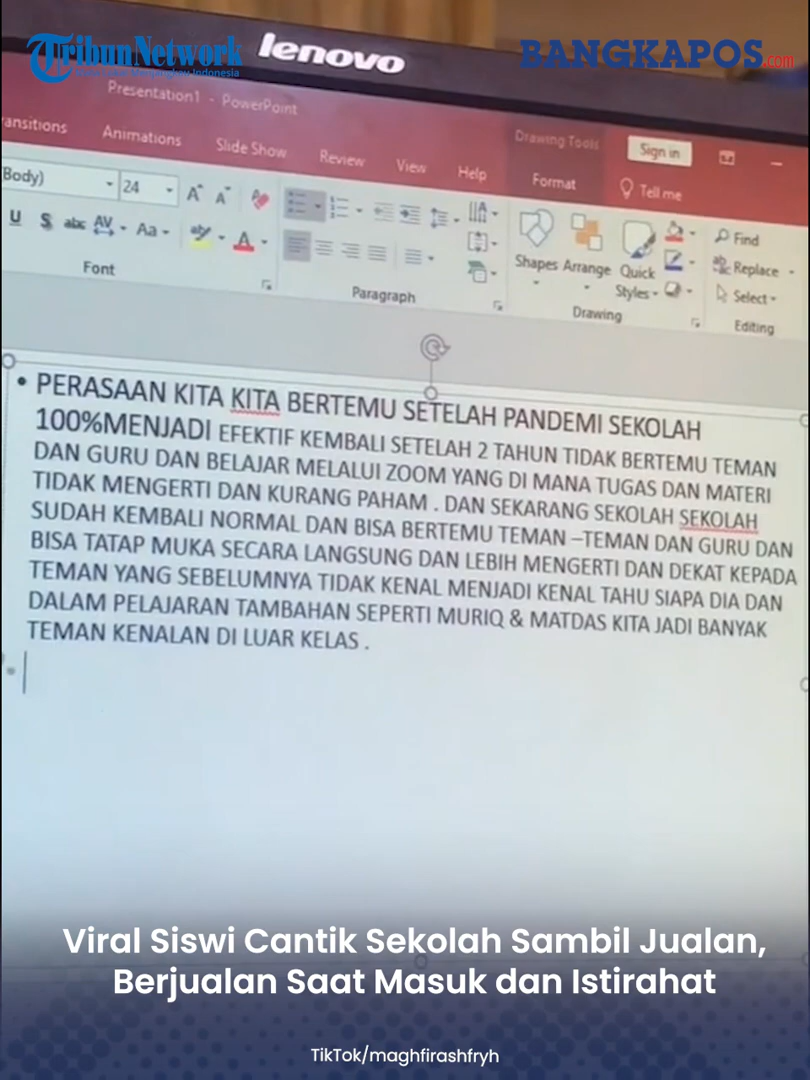 Tribun Network
BANGKAPOS.com
lenovo
Presentation1 - PowerPoint
Drawing Tools
Sign in
ansitions
Animations
Slide Show
Review
View
Help
Format
Tell me
Body)
24
Find
Replace
Select
Shapes Arrange Quick
Styles
Font
Paragraph
Drawing
Editing
• PERASAAN KITA KITA BERTEMU SETELAH PANDEMI SEKOLAH
100%MENJADI EFEKTIF KEMBALI SETELAH 2 TAHUN TIDAK BERTEMU TEMAN
DAN GURU DAN BELAJAR MELALUI ZOOM YANG DI MANA TUGAS DAN MATERI
TIDAK MENGERTI DAN KURANG PAHAM . DAN SEKARANG SEKOLAH SEKOLAH
SUDAH KEMBALI NORMAL DAN BISA BERTEMU TEMAN –TEMAN DAN GURU DAN
BISA TATAP MUKA SECARA LANGSUNG DAN LEBIH MENGERTI DAN DEKAT KEPADA
TEMAN YANG SEBELUMNYA TIDAK KENAL MENJADI KENAL TAHU SIAPA DIA DAN
DALAM PELAJARAN TAMBAHAN SEPERTI MURIQ & MATDAS KITA JADI BANYAK
TEMAN KENALAN DI LUAR KELAS .
Viral Siswi Cantik Sekolah Sambil Jualan,
Berjualan Saat Masuk dan Istirahat
TikTok/maghfirashfryh